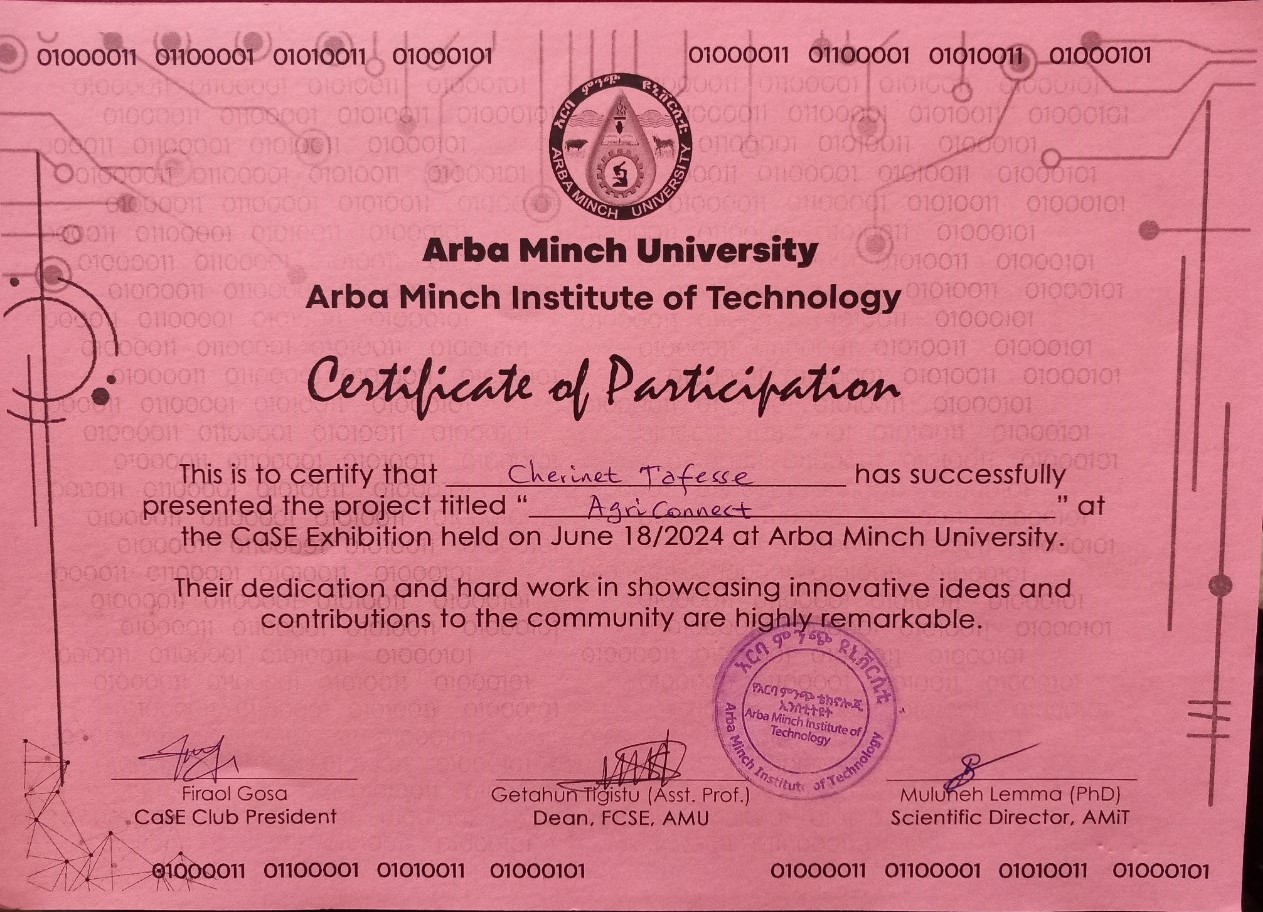 01000011 01100001 01010011 01000101 01000011 01100001 01010011 01000101
አርባ ምንጭ ዩኒቨርሲቲ
ARBA MINCH UNIVERSITY
Arba Minch University
Arba Minch Institute of Technology
Certificate of Participation
This is to certify that Cherinet Tafesse has successfully
presented the project titled “ AgriConnect ” at
the CaSE Exhibition held on June 18/2024 at Arba Minch University.
Their dedication and hard work in showcasing innovative ideas and
contributions to the community are highly remarkable.
አርባ ምንጭ ዩኒቨርሲቲ
የአርባ ምንጭ ቴክኖሎጂ
ኢንስቲትዩት
Arba Minch Institute of
Technology
Arba Minch Institute of Technology
Firaol Gosa
CaSE Club President
Getahun Tigistu (Asst. Prof.)
Dean, FCSE, AMU
Muluneh Lemma (PhD)
Scientific Director, AMiT
01000011 01100001 01010011 01000101 01000011 01100001 01010011 01000101